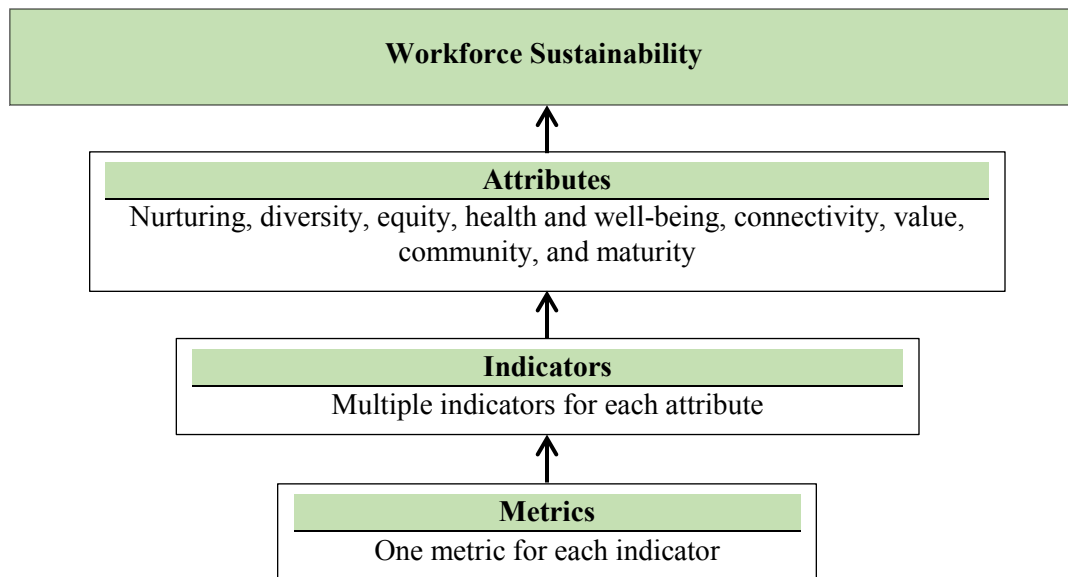 Workforce Sustainability
Attributes
Nurturing, diversity, equity, health and well-being, connectivity, value,
community, and maturity
Indicators
Multiple indicators for each attribute
Metrics
One metric for each indicator